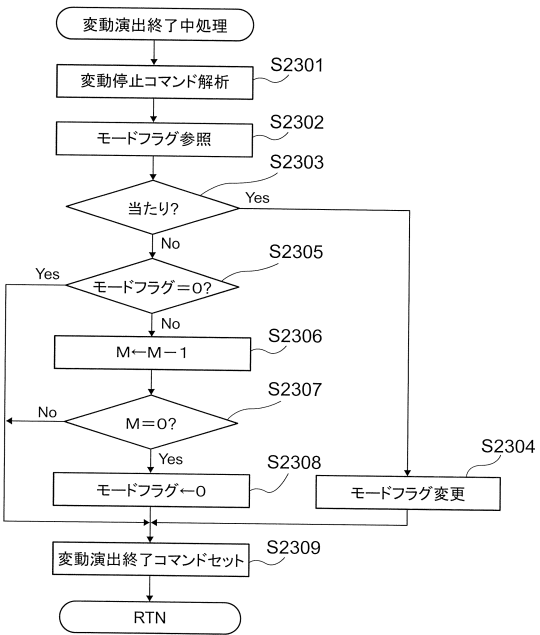 変動演出終了中処理
S2301
変動停止コマンド解析
S2302
モードフラグ参照
S2303
当たり?
Yes
No
S2305
Yes
モードフラグ=0?
No
S2306
M←M-1
S2307
No
M=0?
Yes
S2308
モードフラグ←0
S2304
モードフラグ変更
S2309
変動演出終了コマンドセット
RTN